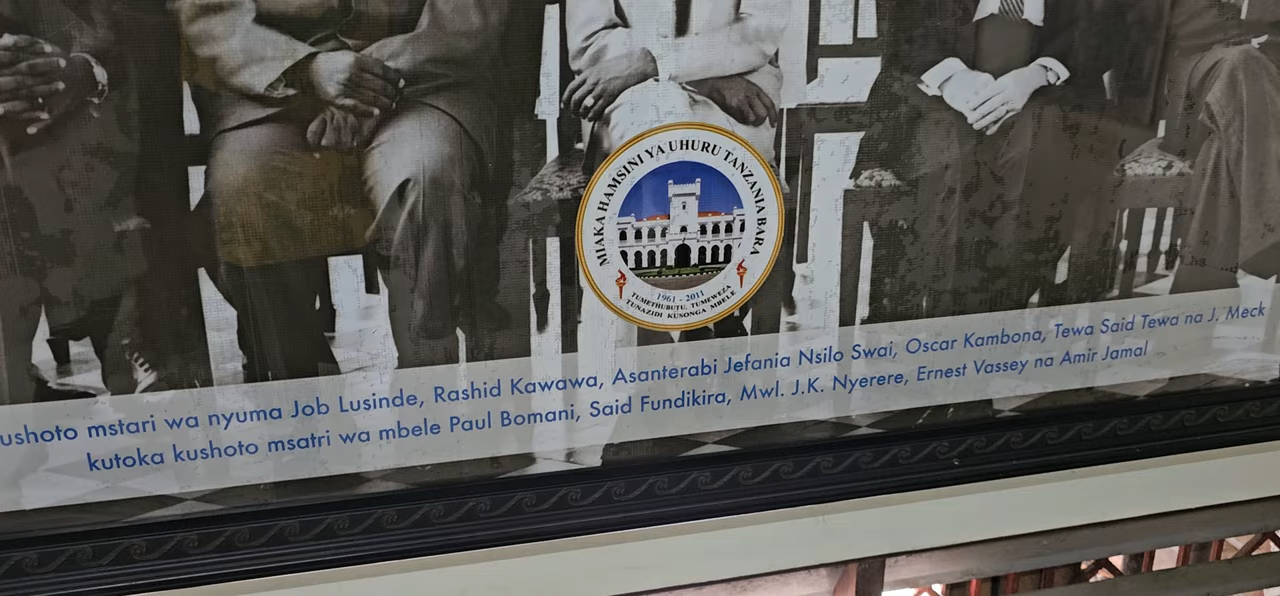 MIAKA HAMSINI YA UHURU TANZANIA BARA
1961 - 2011
TUMETHUBUTU, TUMEWEZA
TUNAZIDI KUSONGA MBELE
ushoto mstari wa nyuma Job Lusinde, Rashid Kawawa, Asanterabi Jefania Nsilo Swai, Oscar Kambona, Tewa Said Tewa na J. Meck
kutoka kushoto msatri wa mbele Paul Bomani, Said Fundikira, Mwl. J.K. Nyerere, Ernest Vassey na Amir Jamal